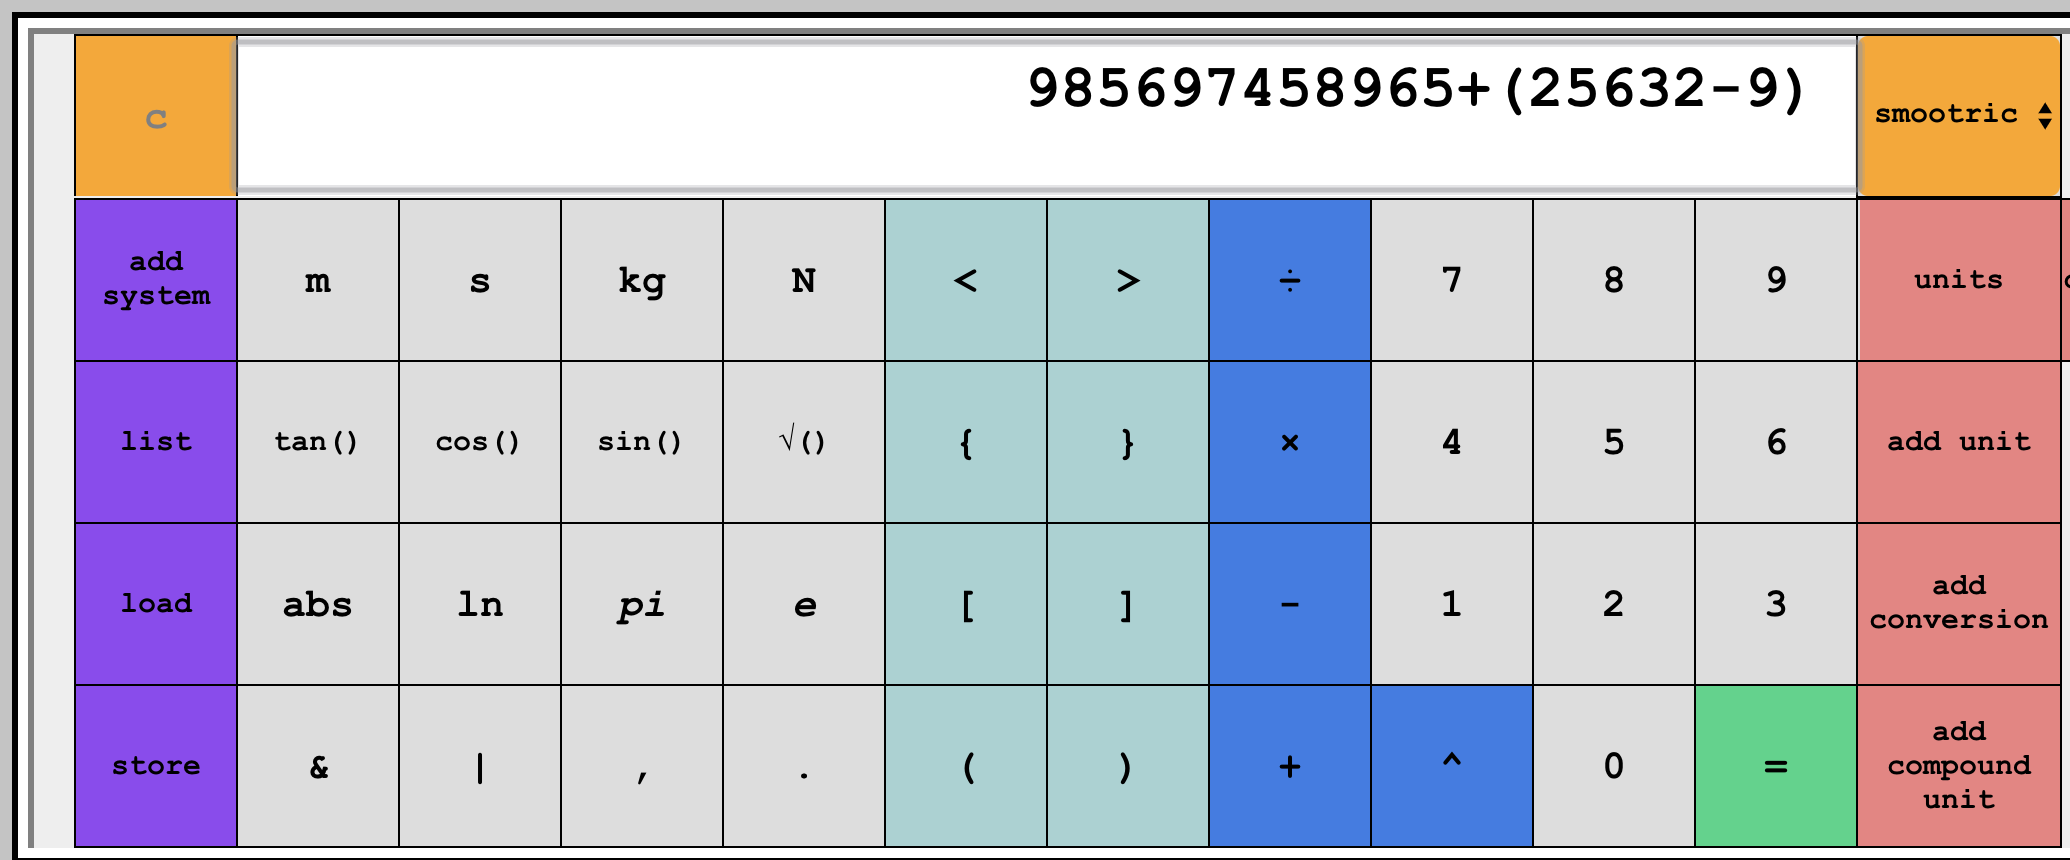 c
985697458965+(25632-9)
smootric
add
system
m
s
kg
N
<
>
÷
7
8
9
units
list
tan()
cos()
sin()
√()
{
}
×
4
5
6
add unit
load
abs
ln
pi
e
[
]
-
1
2
3
add
conversion
store
&
|
,
.
(
)
+
^
0
=
add
compound
unit